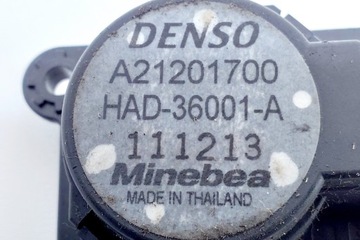 DENSO
A21201700
HAD-36001-A
111213
Minebea
MADE IN THAILAND